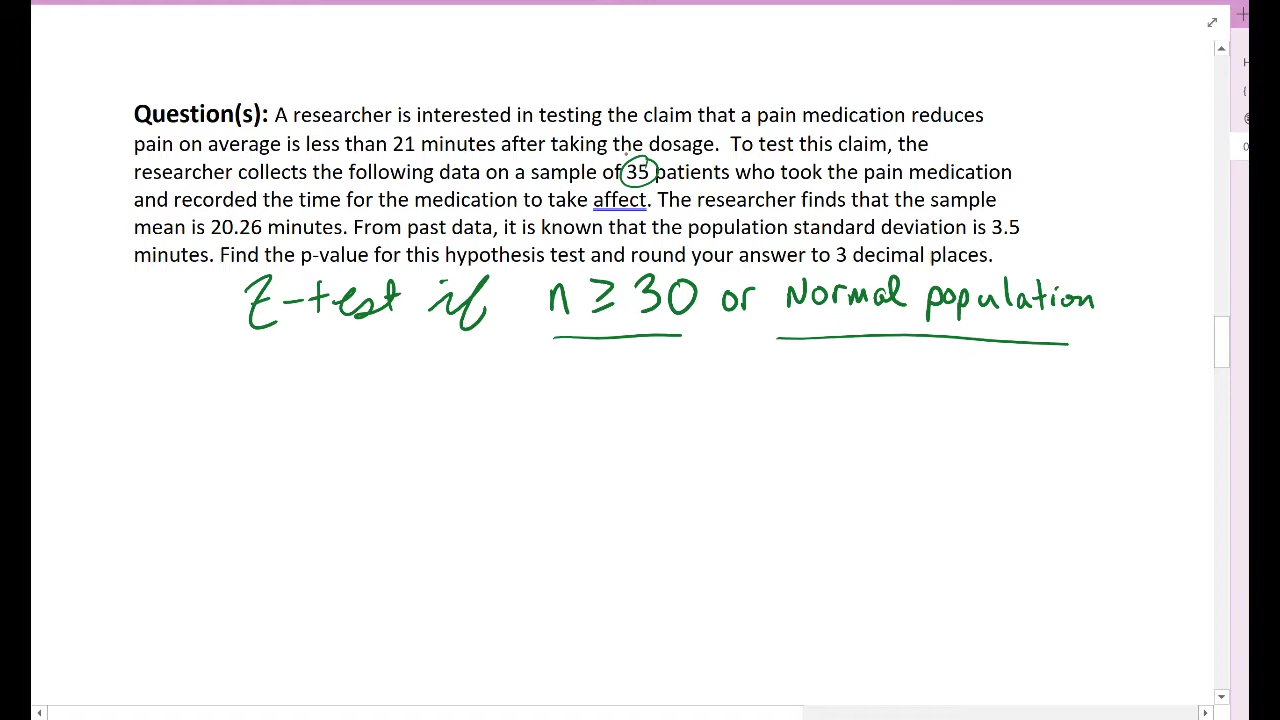 Question(s): A researcher is interested in testing the claim that a pain medication reduces
pain on average is less than 21 minutes after taking the dosage. To test this claim, the
researcher collects the following data on a sample of 35 patients who took the pain medication
and recorded the time for the medication to take affect. The researcher finds that the sample
mean is 20.26 minutes. From past data, it is known that the population standard deviation is 3.5
minutes. Find the p-value for this hypothesis test and round your answer to 3 decimal places.
Z-test if n ≥ 30 or Normal population